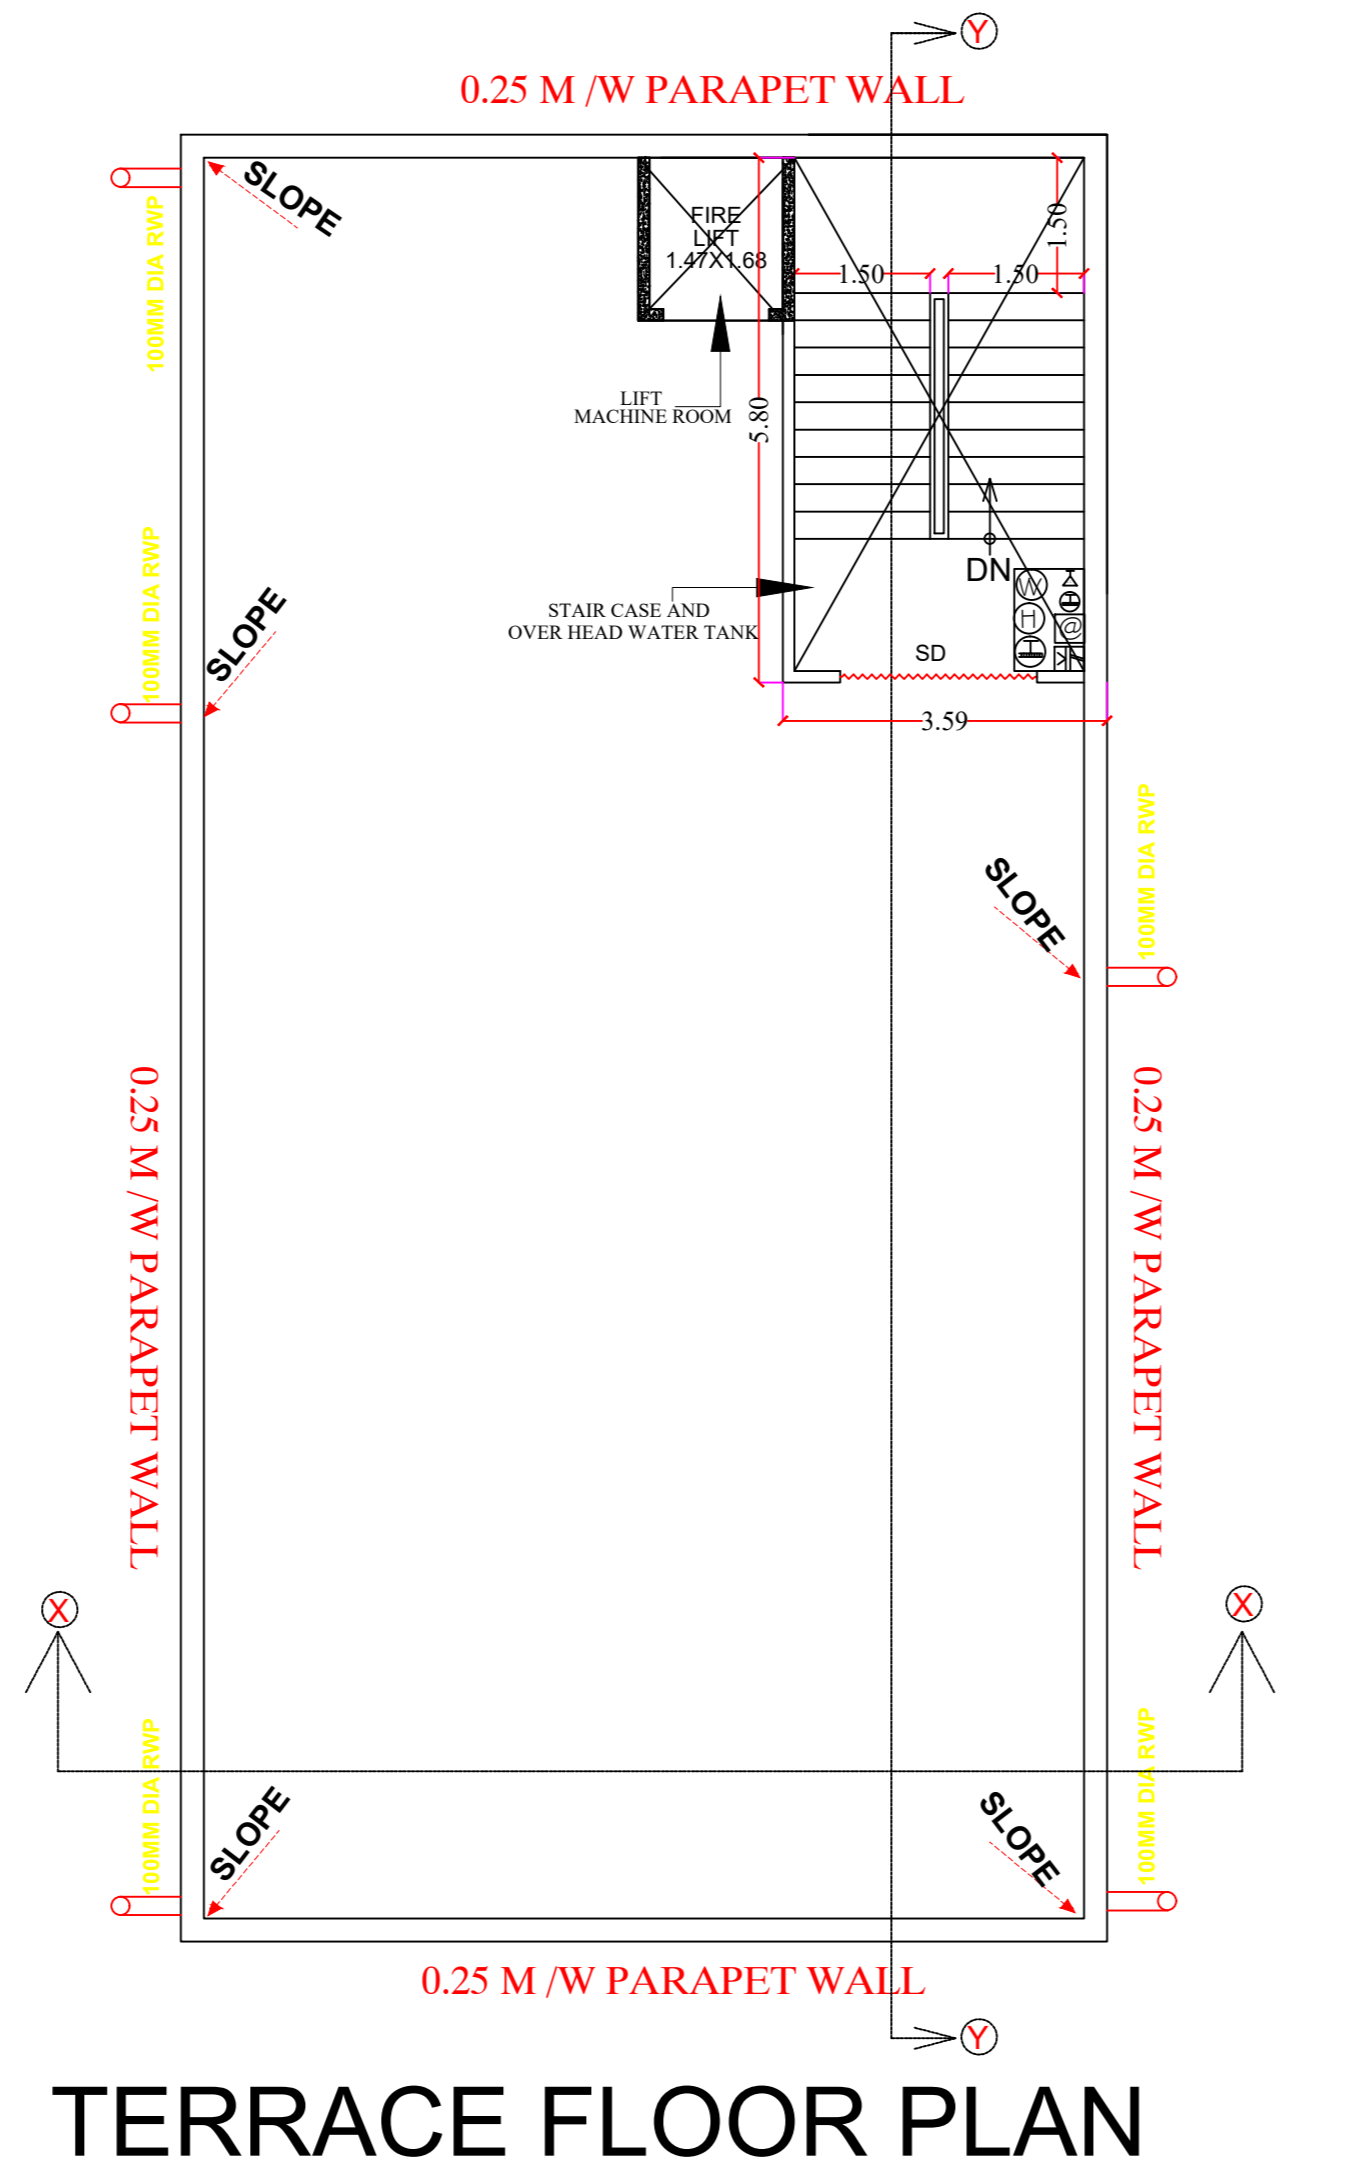 Y
0.25 M /W PARAPET WALL
SLOPE
100MM DIA RWP
FIRE
LIFT
1.47X1.68
1.50
1.50
1.50
LIFT
MACHINE ROOM
5.80
100MM DIA RWP
SLOPE
DN
STAIR CASE AND
OVER HEAD WATER TANK
W
H
@
SD
3.59
100MM DIA RWP
SLOPE
0.25 M /W PARAPET WALL
0.25 M /W PARAPET WALL
X
X
100MM DIA RWP
SLOPE
SLOPE
100MM DIA RWP
0.25 M /W PARAPET WALL
Y
TERRACE FLOOR PLAN